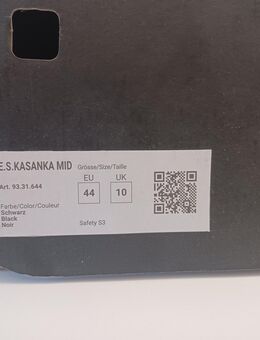 E.S.KASANKA MID Grösse/Size/Taille
EU UK
Art. 93.31.644
44 10
Farbe/Color/Couleur
Schwarz
Black
Noir
Safety S3